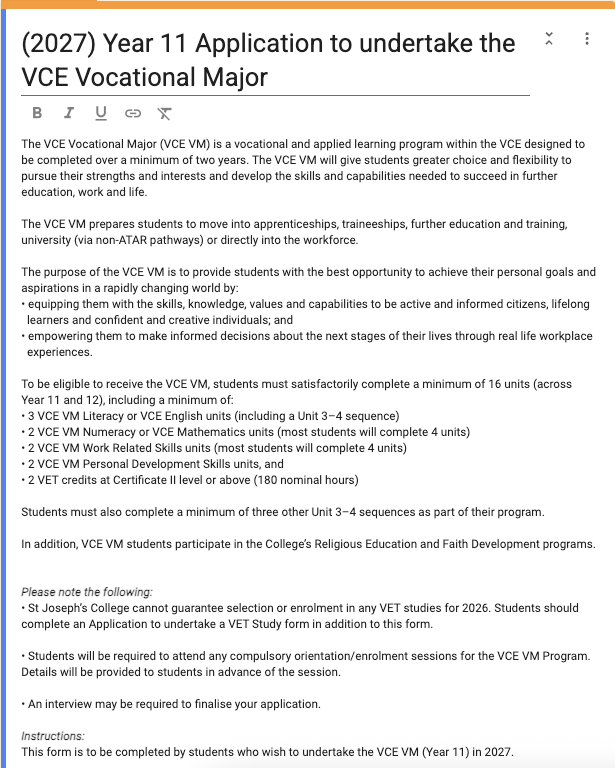 (2027) Year 11 Application to undertake the
VCE Vocational Major
B I U
The VCE Vocational Major (VCE VM) is a vocational and applied learning program within the VCE designed to
be completed over a minimum of two years. The VCE VM will give students greater choice and flexibility to
pursue their strengths and interests and develop the skills and capabilities needed to succeed in further
education, work and life.
The VCE VM prepares students to move into apprenticeships, traineeships, further education and training,
university (via non-ATAR pathways) or directly into the workforce.
The purpose of the VCE VM is to provide students with the best opportunity to achieve their personal goals and
aspirations in a rapidly changing world by:
• equipping them with the skills, knowledge, values and capabilities to be active and informed citizens, lifelong
learners and confident and creative individuals; and
• empowering them to make informed decisions about the next stages of their lives through real life workplace
experiences.
To be eligible to receive the VCE VM, students must satisfactorily complete a minimum of 16 units (across
Year 11 and 12), including a minimum of:
• 3 VCE VM Literacy or VCE English units (including a Unit 3–4 sequence)
• 2 VCE VM Numeracy or VCE Mathematics units (most students will complete 4 units)
• 2 VCE VM Work Related Skills units (most students will complete 4 units)
• 2 VCE VM Personal Development Skills units, and
• 2 VET credits at Certificate II level or above (180 nominal hours)
Students must also complete a minimum of three other Unit 3–4 sequences as part of their program.
In addition, VCE VM students participate in the College’s Religious Education and Faith Development programs.
Please note the following:
• St Joseph’s College cannot guarantee selection or enrolment in any VET studies for 2026. Students should
complete an Application to undertake a VET Study form in addition to this form.
• Students will be required to attend any compulsory orientation/enrolment sessions for the VCE VM Program.
Details will be provided to students in advance of the session.
• An interview may be required to finalise your application.
Instructions:
This form is to be completed by students who wish to undertake the VCE VM (Year 11) in 2027.